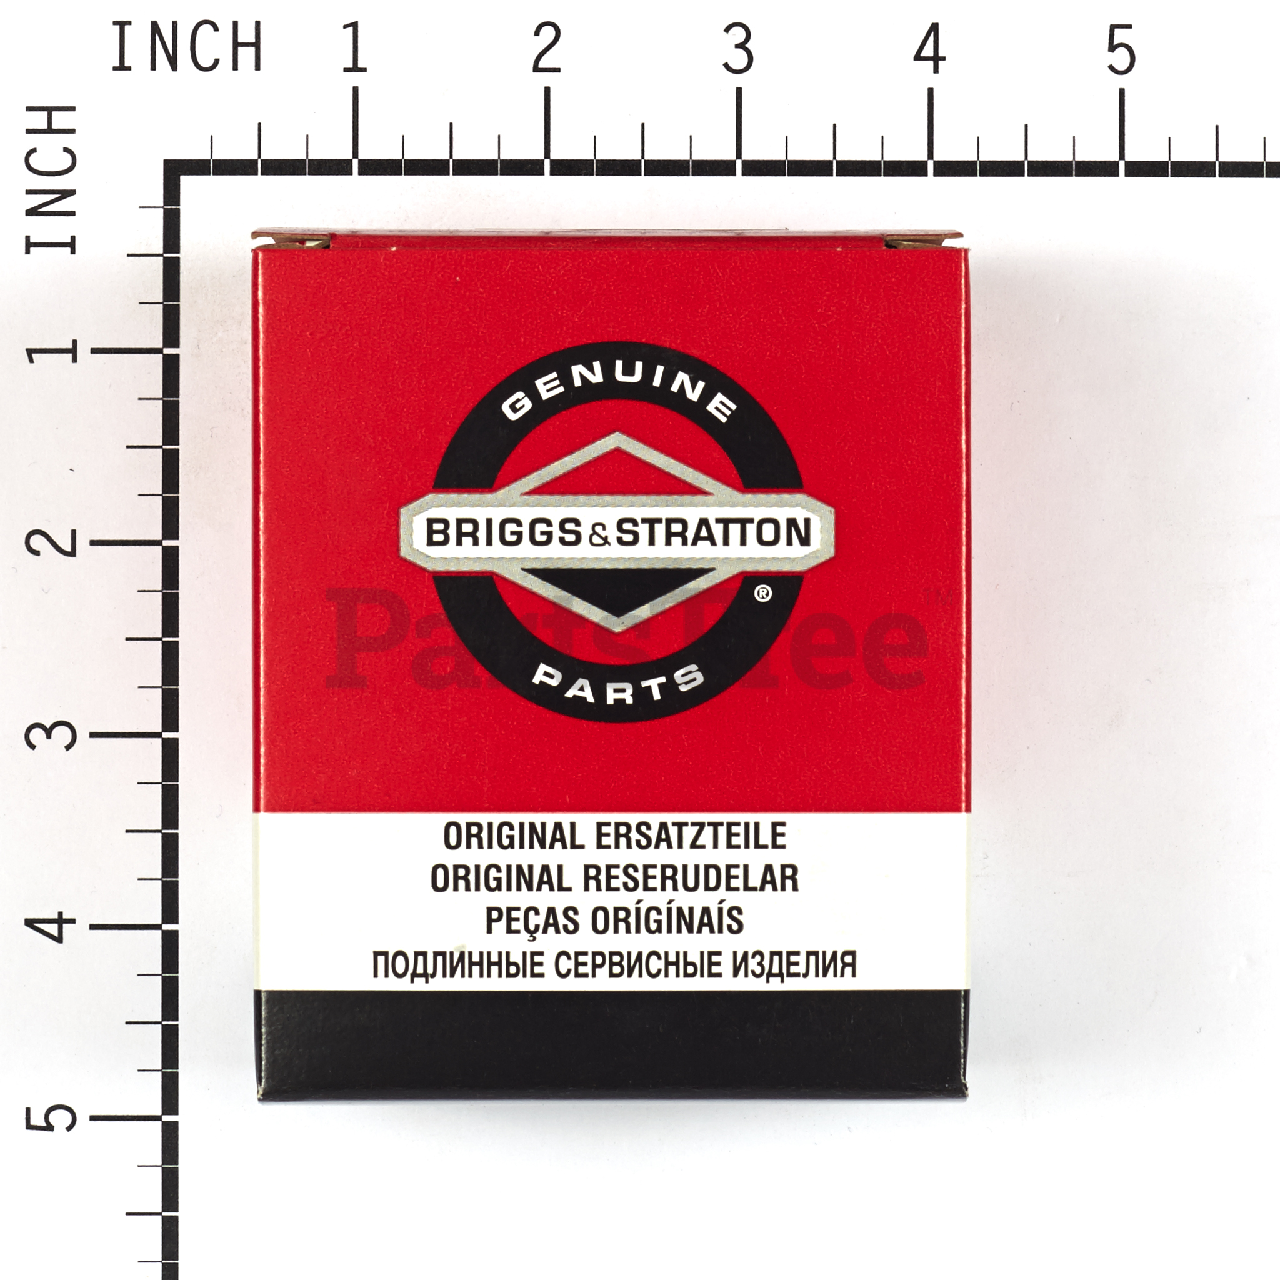 INCH 1 2 3 4 5
INCH
1
2
3
4
5
GENUINE
BRIGGS & STRATTON
®
PartsTree™
PARTS
ORIGINAL ERSATZTEILE
ORIGINAL RESERUDELAR
PEÇAS ORÍGÍNAÍS
ПОДЛИННЫЕ СЕРВИСНЫЕ ИЗДЕЛИЯ